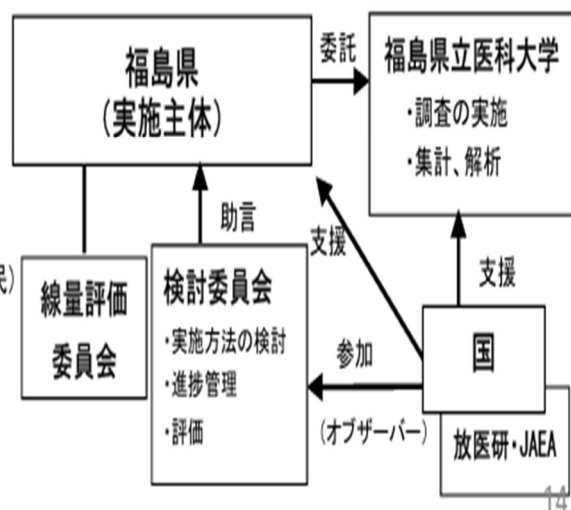 福島県
(実施主体)
委託
福島県立医科大学
・調査の実施
・集計、解析
助言
支援
支援
民)
線量評価
委員会
検討委員会
・実施方法の検討
・進捗管理
・評価
参加
(オブザーバー)
国
放医研・JAEA
14